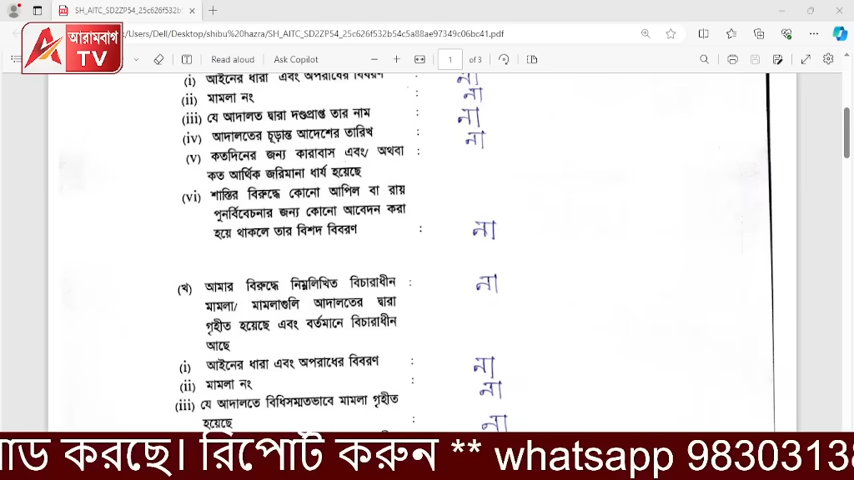 SH_AITC_SD2ZP54_25c626f532b
/Users/Dell/Desktop/shibu%20hazra/SH_AITC_SD2ZP54_25c626f532b54c5a88ae97349c06bc41.pdf
আরামবাগ
TV
Read aloud
Ask Copilot
1 of 3
(i) আইনের ধারা এবং অপরাধের বিবরণ : না
(ii) মামলা নং : না
(iii) যে আদালত দ্বারা দণ্ডপ্রাপ্ত তার নাম : না
(iv) আদালতের চূড়ান্ত আদেশের তারিখ : না
(v) কতদিনের জন্য কারাবাস এবং/ অথবা :
কত আর্থিক জরিমানা ধার্য হয়েছে
(vi) শাস্তির বিরুদ্ধে কোনো আপিল বা রায়
পুনর্বিবেচনার জন্য কোনো আবেদন করা
হয়ে থাকলে তার বিশদ বিবরণ : না
(খ) আমার বিরুদ্ধে নিম্নলিখিত বিচারাধীন : না
মামলা/ মামলাগুলি আদালতের দ্বারা
গৃহীত হয়েছে এবং বর্তমানে বিচারাধীন
আছে
(i) আইনের ধারা এবং অপরাধের বিবরণ : না
(ii) মামলা নং : না
(iii) যে আদালতে বিধিসম্মতভাবে মামলা গৃহীত :
হয়েছে না
করছে। রিপোর্ট করুন ** whatsapp 9830313